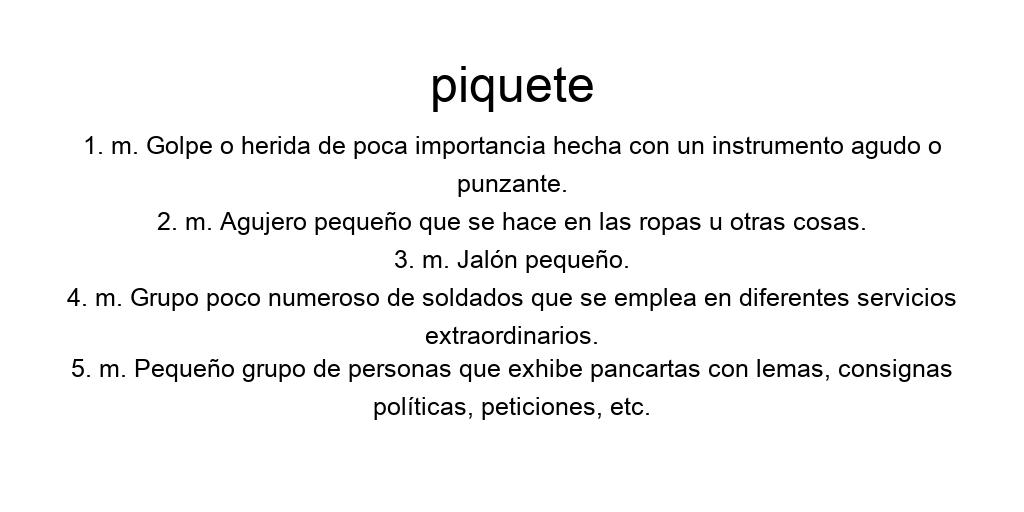 piquete
1. m. Golpe o herida de poca importancia hecha con un instrumento agudo o
punzante.
2. m. Agujero pequeño que se hace en las ropas u otras cosas.
3. m. Jalón pequeño.
4. m. Grupo poco numeroso de soldados que se emplea en diferentes servicios
extraordinarios.
5. m. Pequeño grupo de personas que exhibe pancartas con lemas, consignas
políticas, peticiones, etc.